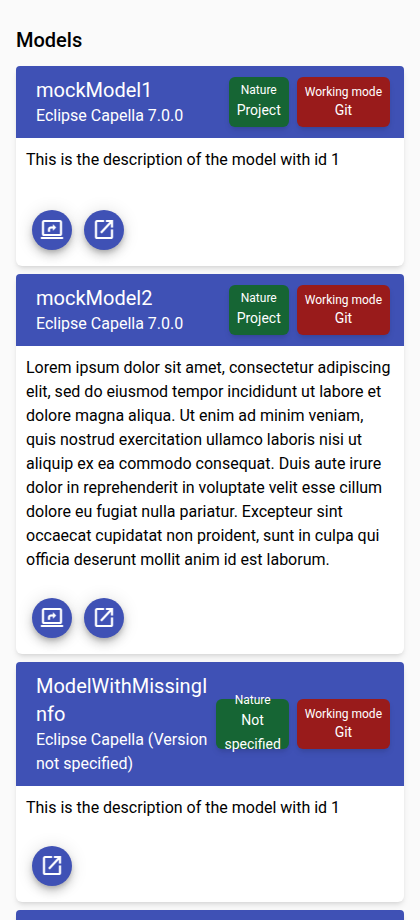 Models
mockModel1
Eclipse Capella 7.0.0
Nature
Project
Working mode
Git
This is the description of the model with id 1
mockModel2
Eclipse Capella 7.0.0
Nature
Project
Working mode
Git
Lorem ipsum dolor sit amet, consectetur adipiscing
elit, sed do eiusmod tempor incididunt ut labore et
dolore magna aliqua. Ut enim ad minim veniam,
quis nostrud exercitation ullamco laboris nisi ut
aliquip ex ea commodo consequat. Duis aute irure
dolor in reprehenderit in voluptate velit esse cillum
dolore eu fugiat nulla pariatur. Excepteur sint
occaecat cupidatat non proident, sunt in culpa qui
officia deserunt mollit anim id est laborum.
ModelWithMissingI
nfo
Eclipse Capella (Version
not specified)
Nature
Not
specified
Working mode
Git
This is the description of the model with id 1